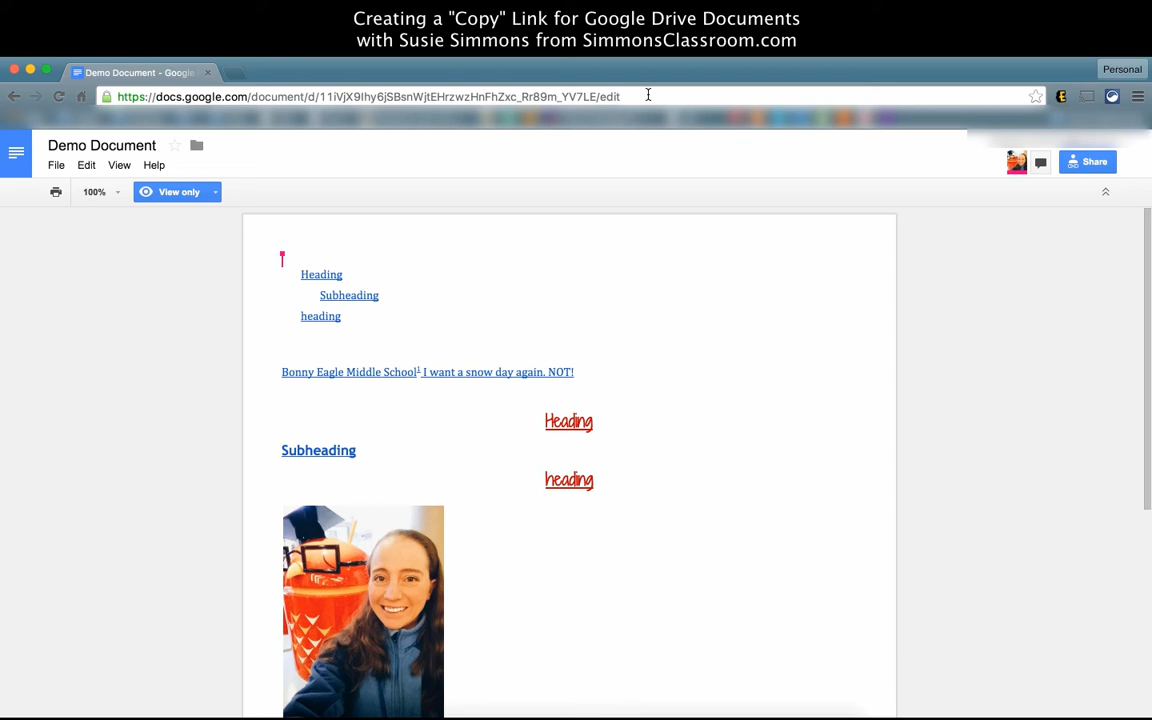 Creating a "Copy" Link for Google Drive Documents
with Susie Simmons from SimmonsClassroom.com
Demo Document - Google
Personal
https://docs.google.com/document/d/11iVjX9Ihy6jSBsnWjtEHrzwzHnFhZxc_Rr89m_YV7LE/edit
Demo Document
File Edit View Help
Share
100% View only
Heading
Subheading
heading
Bonny Eagle Middle School1 I want a snow day again. NOT!
Heading
Subheading
heading